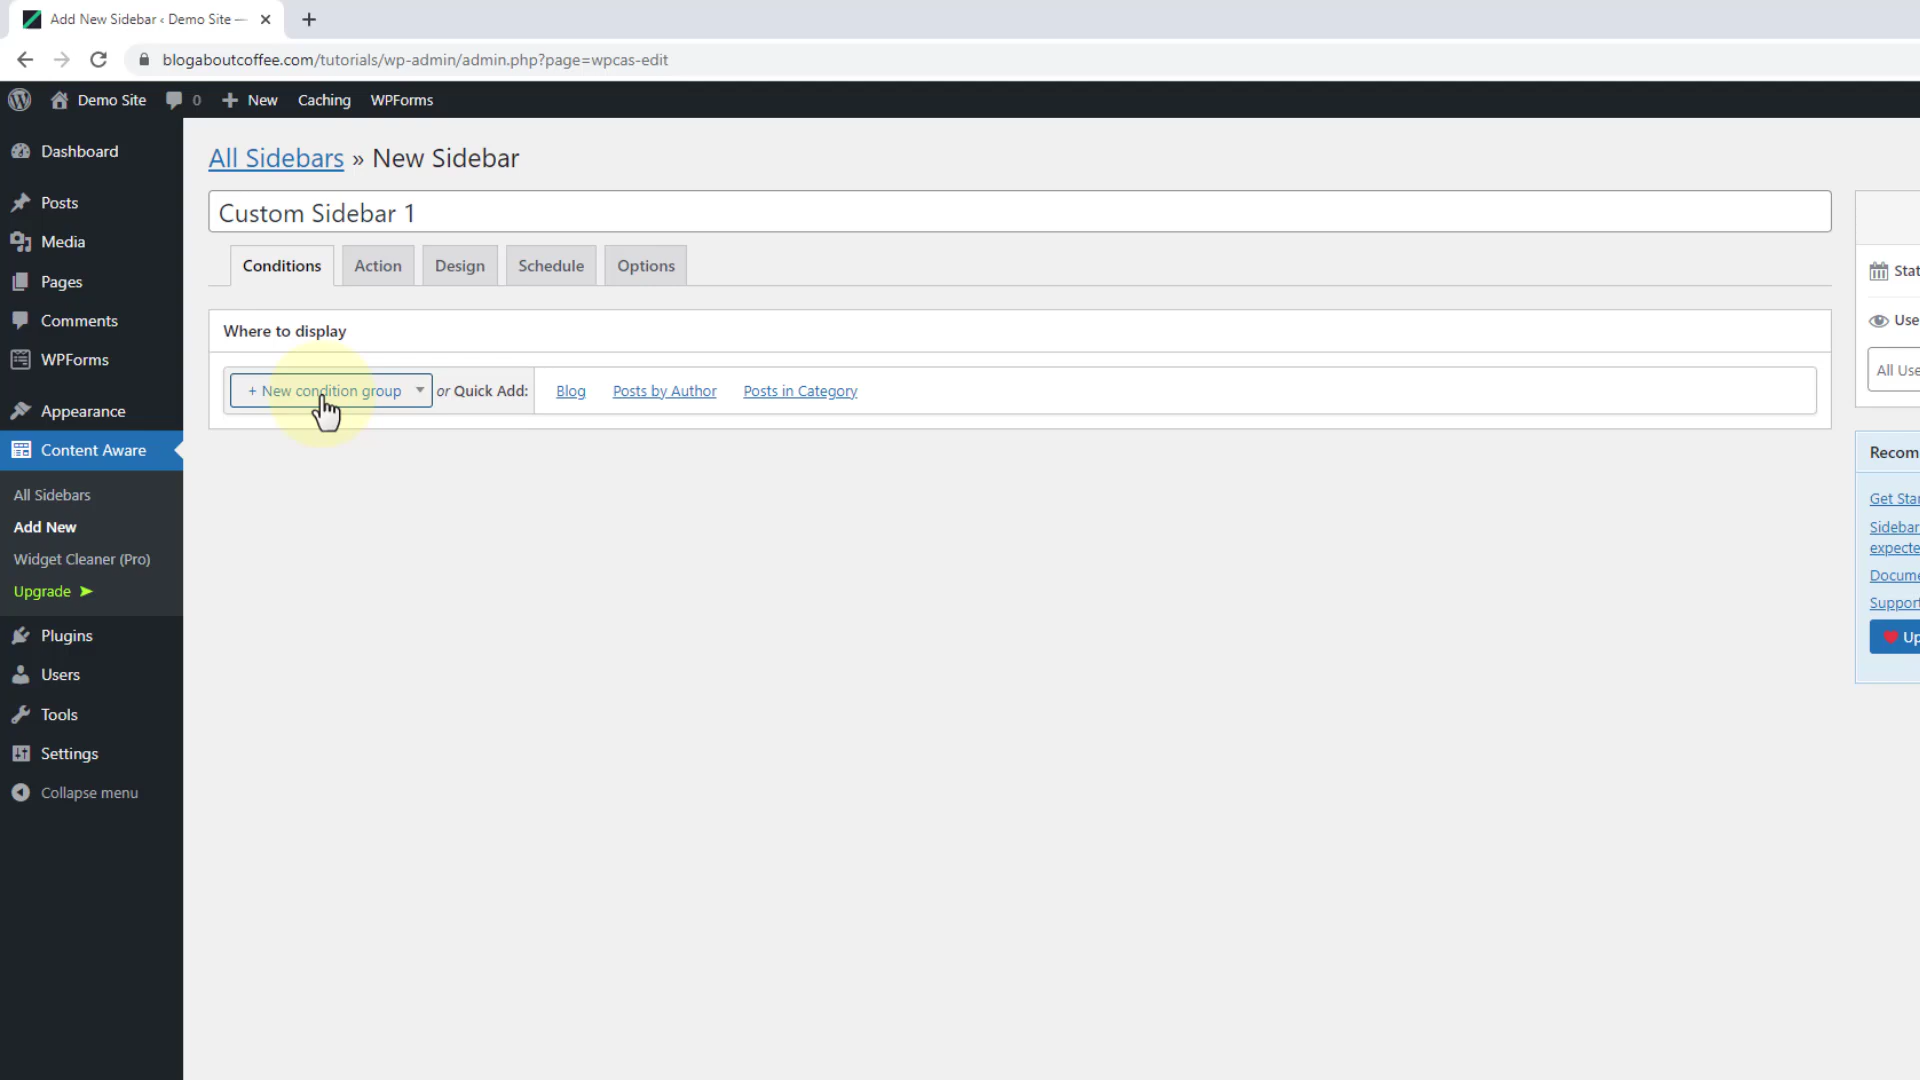 Add New Sidebar ‹ Demo Site —
blogaboutcoffee.com/tutorials/wp-admin/admin.php?page=wpcas-edit
Demo Site 0 + New Caching WPForms
Dashboard
Posts
Media
Pages
Comments
WPForms
Appearance
Content Aware
All Sidebars
Add New
Widget Cleaner (Pro)
Upgrade ➤
Plugins
Users
Tools
Settings
Collapse menu
All Sidebars » New Sidebar
Custom Sidebar 1
Conditions Action Design Schedule Options
Where to display
+ New condition group or Quick Add: Blog Posts by Author Posts in Category
Stat
Use
All Use
Recom
Get Star
Sidebar
expecte
Docume
Support
Up